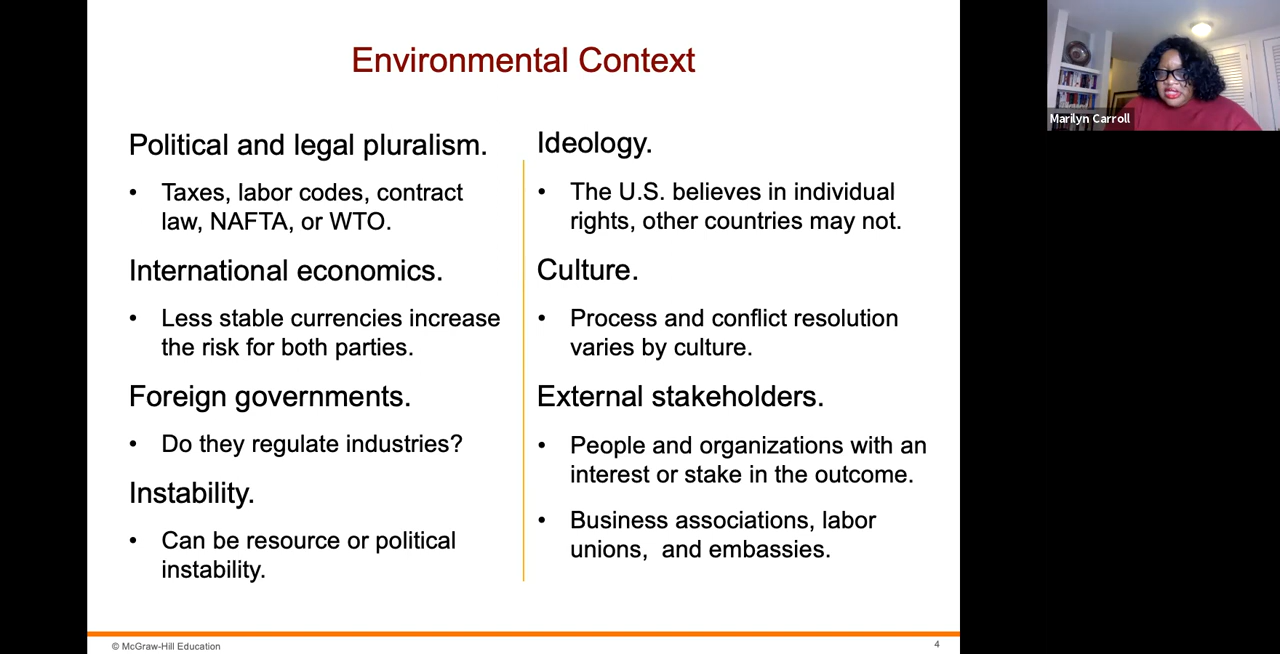 Environmental Context
Political and legal pluralism.
• Taxes, labor codes, contract
law, NAFTA, or WTO.
International economics.
• Less stable currencies increase
the risk for both parties.
Foreign governments.
• Do they regulate industries?
Instability.
• Can be resource or political
instability.
Ideology.
• The U.S. believes in individual
rights, other countries may not.
Culture.
• Process and conflict resolution
varies by culture.
External stakeholders.
• People and organizations with an
interest or stake in the outcome.
• Business associations, labor
unions,  and embassies.
© McGraw-Hill Education
4
Marilyn Carroll